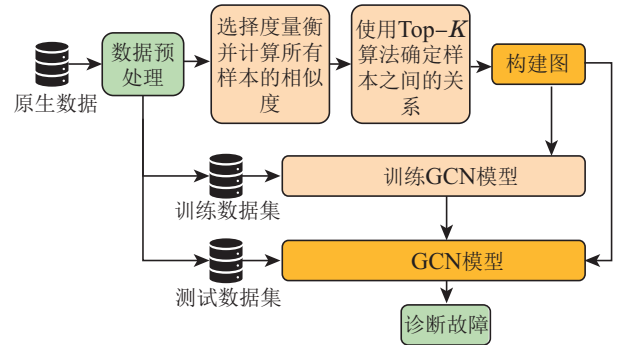 原生数据
数据预
处理
选择度量衡
并计算所有
样本的相似
度
使用Top-K
算法确定样
本之间的关
系
构建图
训练数据集
训练GCN模型
测试数据集
GCN模型
诊断故障